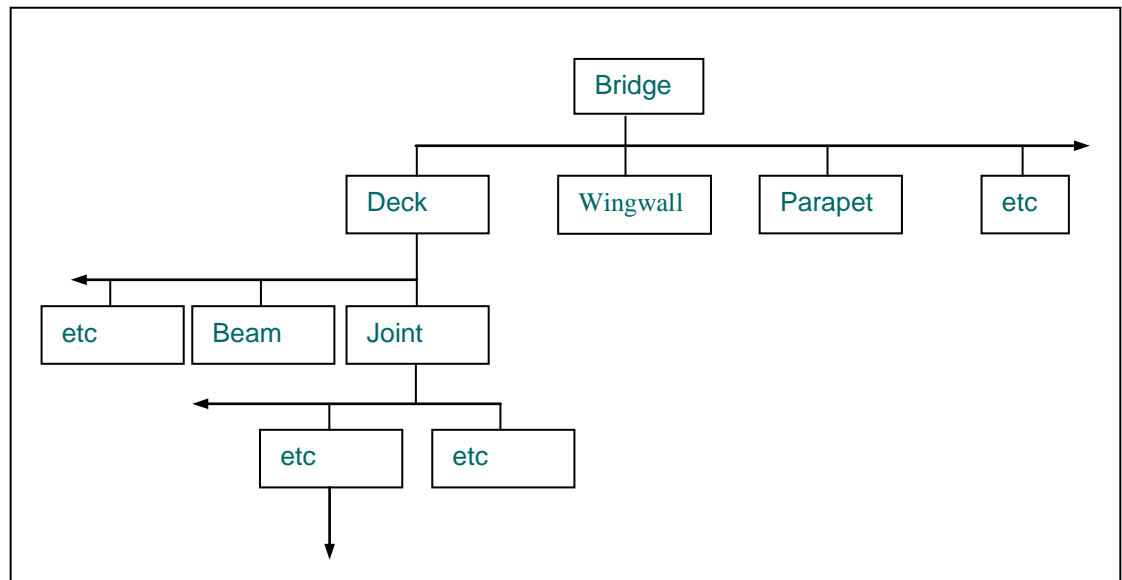 Bridge
Deck
Wingwall
Parapet
etc
etc
Beam
Joint
etc
etc